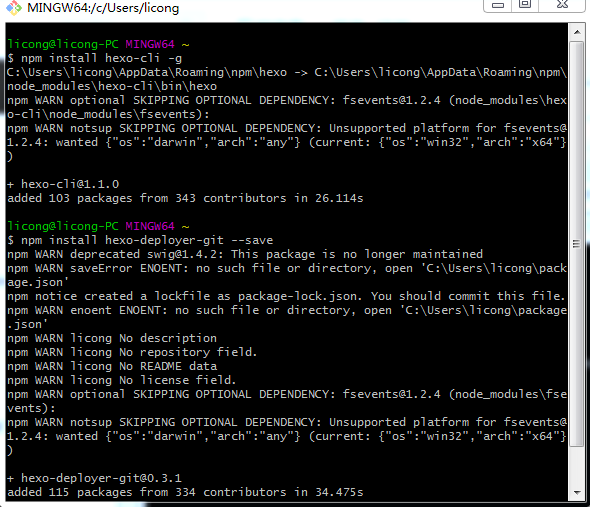 MINGW64:/c/Users/licong
licong@licong-PC MINGW64 ~
$ npm install hexo-cli -g
C:\Users\licong\AppData\Roaming\npm\hexo -> C:\Users\licong\AppData\Roaming\npm\
node_modules\hexo-cli\bin\hexo
npm WARN optional SKIPPING OPTIONAL DEPENDENCY: fsevents@1.2.4 (node_modules\hex
o-cli\node_modules\fsevents):
npm WARN notsup SKIPPING OPTIONAL DEPENDENCY: Unsupported platform for fsevents@
1.2.4: wanted {"os":"darwin","arch":"any"} (current: {"os":"win32","arch":"x64"}
)
+ hexo-cli@1.1.0
added 103 packages from 343 contributors in 26.114s
licong@licong-PC MINGW64 ~
$ npm install hexo-deployer-git --save
npm WARN deprecated swig@1.4.2: This package is no longer maintained
npm WARN saveError ENOENT: no such file or directory, open 'C:\Users\licong\pack
age.json'
npm notice created a lockfile as package-lock.json. You should commit this file.
npm WARN enoent ENOENT: no such file or directory, open 'C:\Users\licong\package
.json'
npm WARN licong No description
npm WARN licong No repository field.
npm WARN licong No README data
npm WARN licong No license field.
npm WARN optional SKIPPING OPTIONAL DEPENDENCY: fsevents@1.2.4 (node_modules\fse
vents):
npm WARN notsup SKIPPING OPTIONAL DEPENDENCY: Unsupported platform for fsevents@
1.2.4: wanted {"os":"darwin","arch":"any"} (current: {"os":"win32","arch":"x64"}
)
+ hexo-deployer-git@0.3.1
added 115 packages from 334 contributors in 34.475s